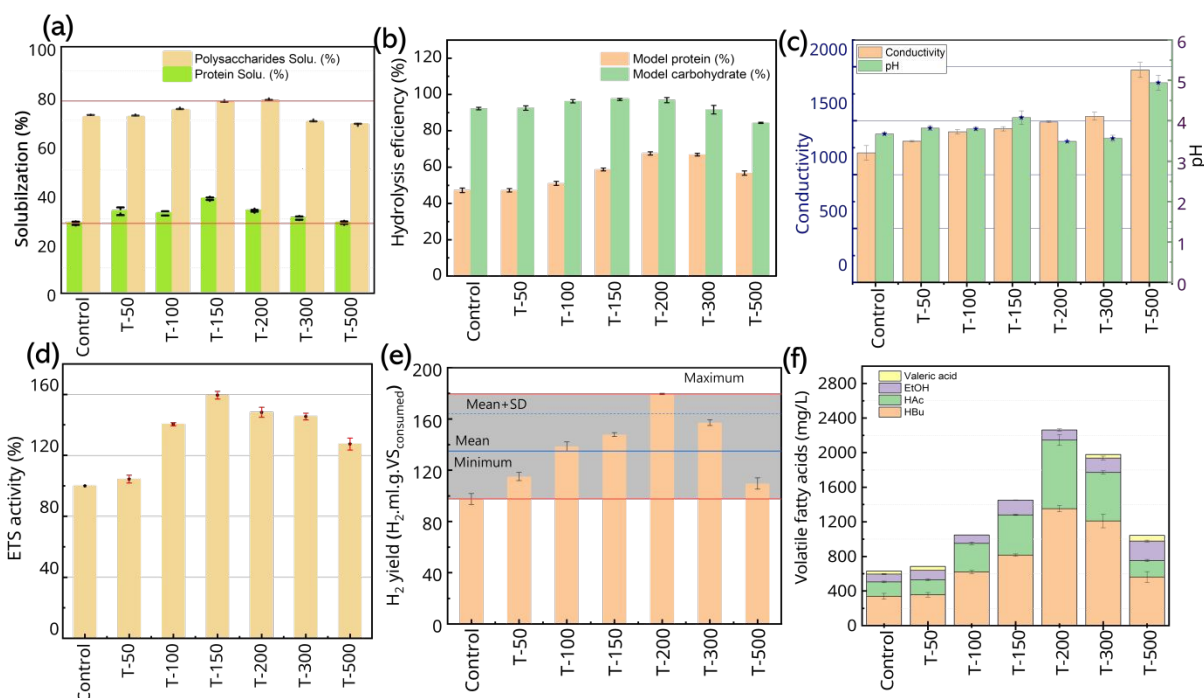 (a)
Polysaccharides Solu. (%)
Protein Solu. (%)
Solubilzation (%)
100
80
60
40
20
0
Control
T-50
T-100
T-150
T-200
T-300
T-500
(b)
Model protein (%)
Model carbohydrate (%)
Hydrolysis eficiency (%)
120
100
80
60
40
20
0
Control
T-50
T-100
T-150
T-200
T-300
T-500
(c)
Conductivity
pH
Conductivity
2000
1500
1000
500
0
pH
6
5
4
3
2
1
0
Control
T-50
T-100
T-150
T-200
T-300
T-500
(d)
ETS activity (%)
160
120
80
40
0
Control
T-50
T-100
T-150
T-200
T-300
T-500
(e)
Maximum
Mean+SD
Mean
Minimum
H2 yield (H2.ml.g.VSconsumed)
200
160
120
80
40
0
Control
T-50
T-100
T-150
T-200
T-300
T-500
(f)
Valeric acid
EtOH
HAc
HBu
Volatile fatty acids (mg/L)
2800
2400
2000
1600
1200
800
400
0
Control
T-50
T-100
T-150
T-200
T-300
T-500